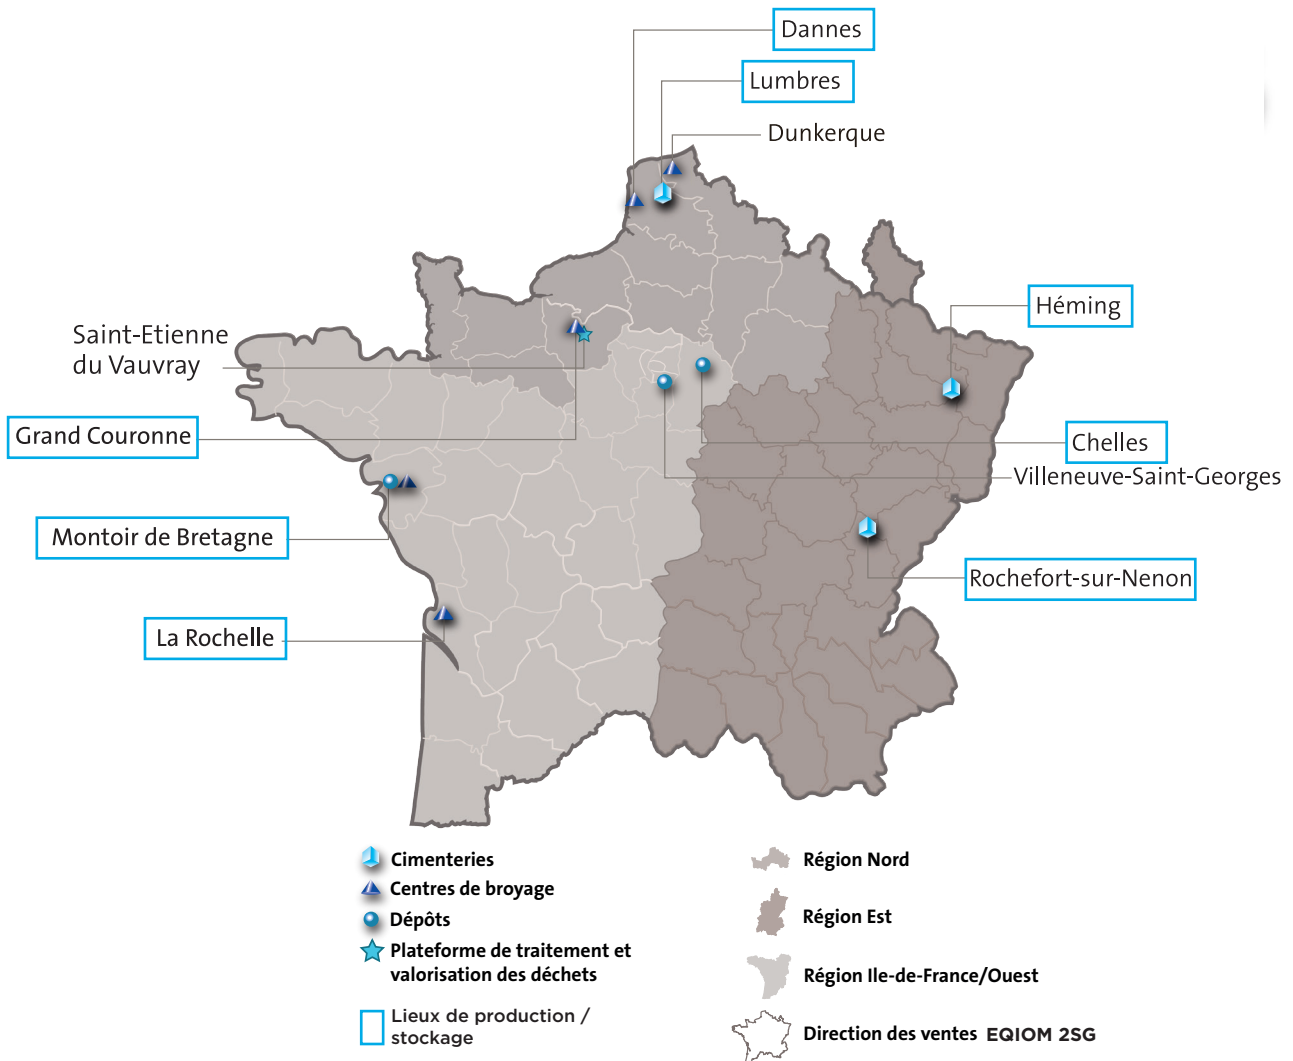 Dannes
Lumbres
Dunkerque
Héming
Saint-Etienne
du Vauvray
Grand Couronne
Chelles
Villeneuve-Saint-Georges
Montoir de Bretagne
Rochefort-sur-Nenon
La Rochelle
Cimenteries
Centres de broyage
Dépôts
Plateforme de traitement et
valorisation des déchets
Lieux de production /
stockage
Région Nord
Région Est
Région Ile-de-France/Ouest
Direction des ventes EQIOM 2SG